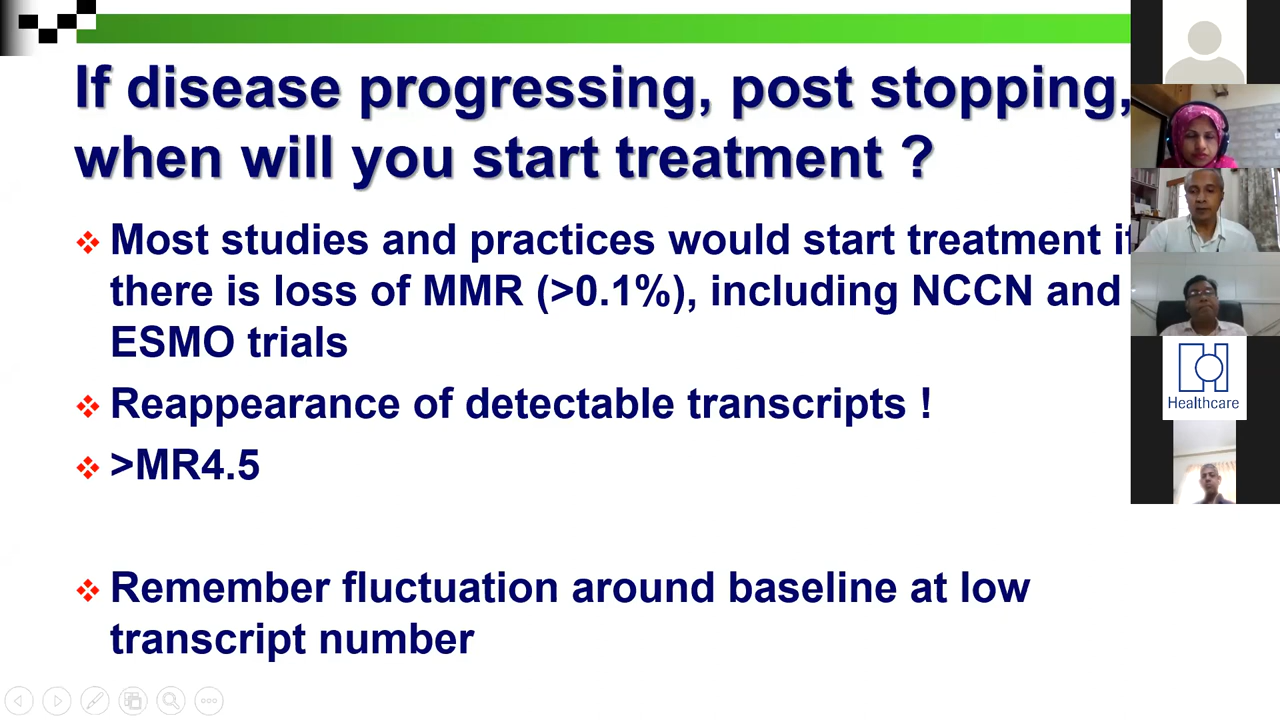 If disease progressing, post stopping,
when will you start treatment ?
Most studies and practices would start treatment if
there is loss of MMR (>0.1%), including NCCN and
ESMO trials
Reappearance of detectable transcripts !
>MR4.5
Remember fluctuation around baseline at low
transcript number
Healthcare